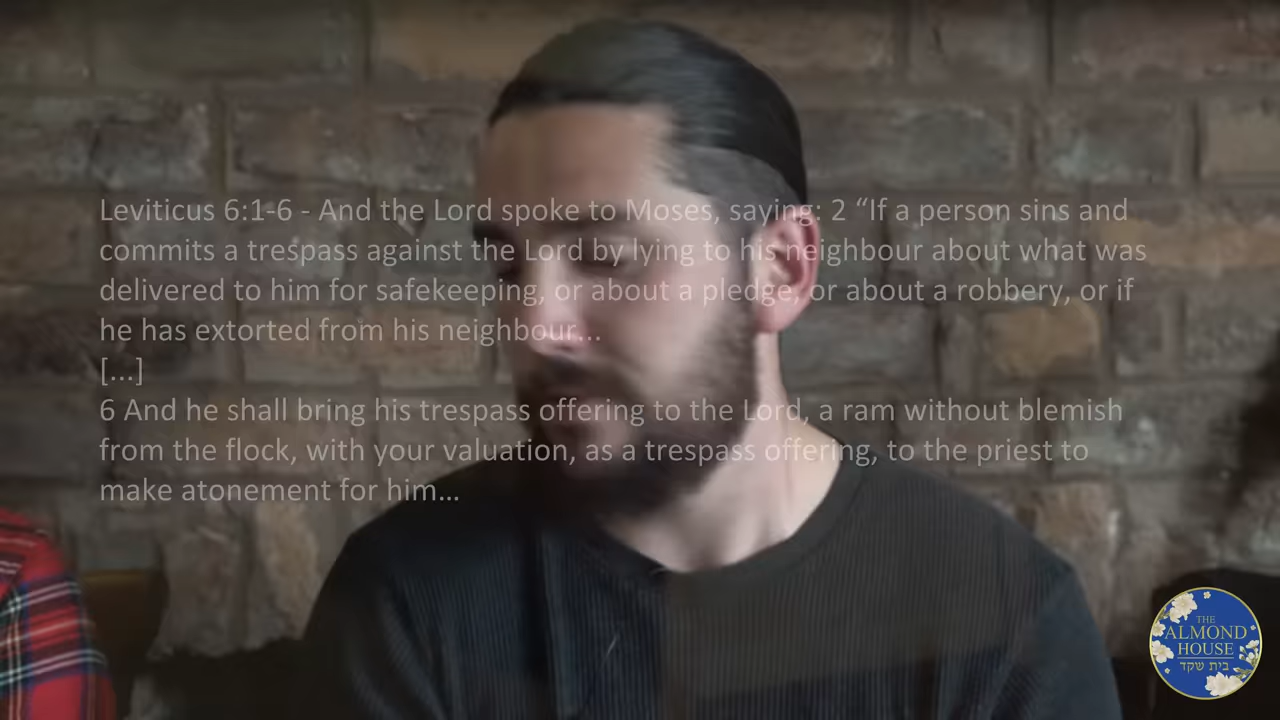 Leviticus 6:1-6 - And the Lord spoke to Moses, saying: 2 “If a person sins and
commits a trespass against the Lord by lying to his neighbour about what was
delivered to him for safekeeping, or about a pledge, or about a robbery, or if
he has extorted from his neighbour...
[...]
6 And he shall bring his trespass offering to the Lord, a ram without blemish
from the flock, with your valuation, as a trespass offering, to the priest to
make atonement for him...
THE
ALMOND
HOUSE
בית שקד